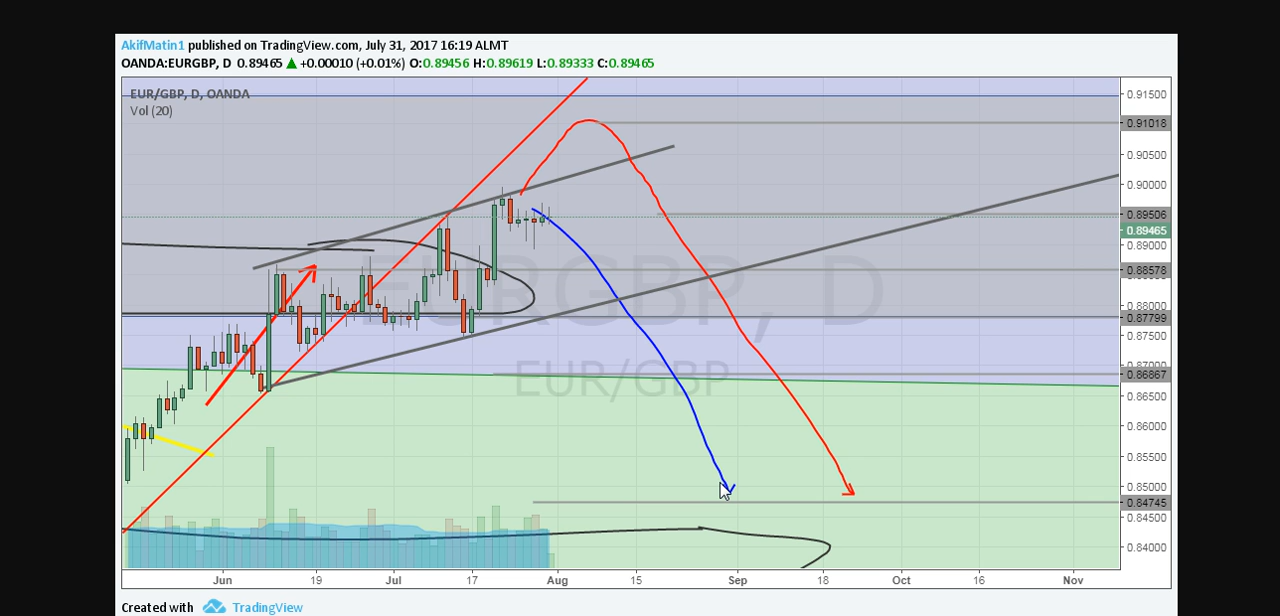 AkifMatin1 published on TradingView.com, July 31, 2017 16:19 ALMT
OANDA:EURGBP, D 0.89465 ▲ +0.00010 (+0.01%) O:0.89456 H:0.89619 L:0.89333 C:0.89465
EUR/GBP, D, OANDA
Vol (20)
EURGBP, D
EUR/GBP
0.91500
0.91018
0.90500
0.90000
0.89506
0.89465
0.89000
0.88578
0.88000
0.87799
0.87500
0.87000
0.86867
0.86500
0.86000
0.85500
0.85000
0.84745
0.84500
0.84000
Jun 19 Jul 17 Aug 15 Sep 18 Oct 16 Nov
Created with TradingView